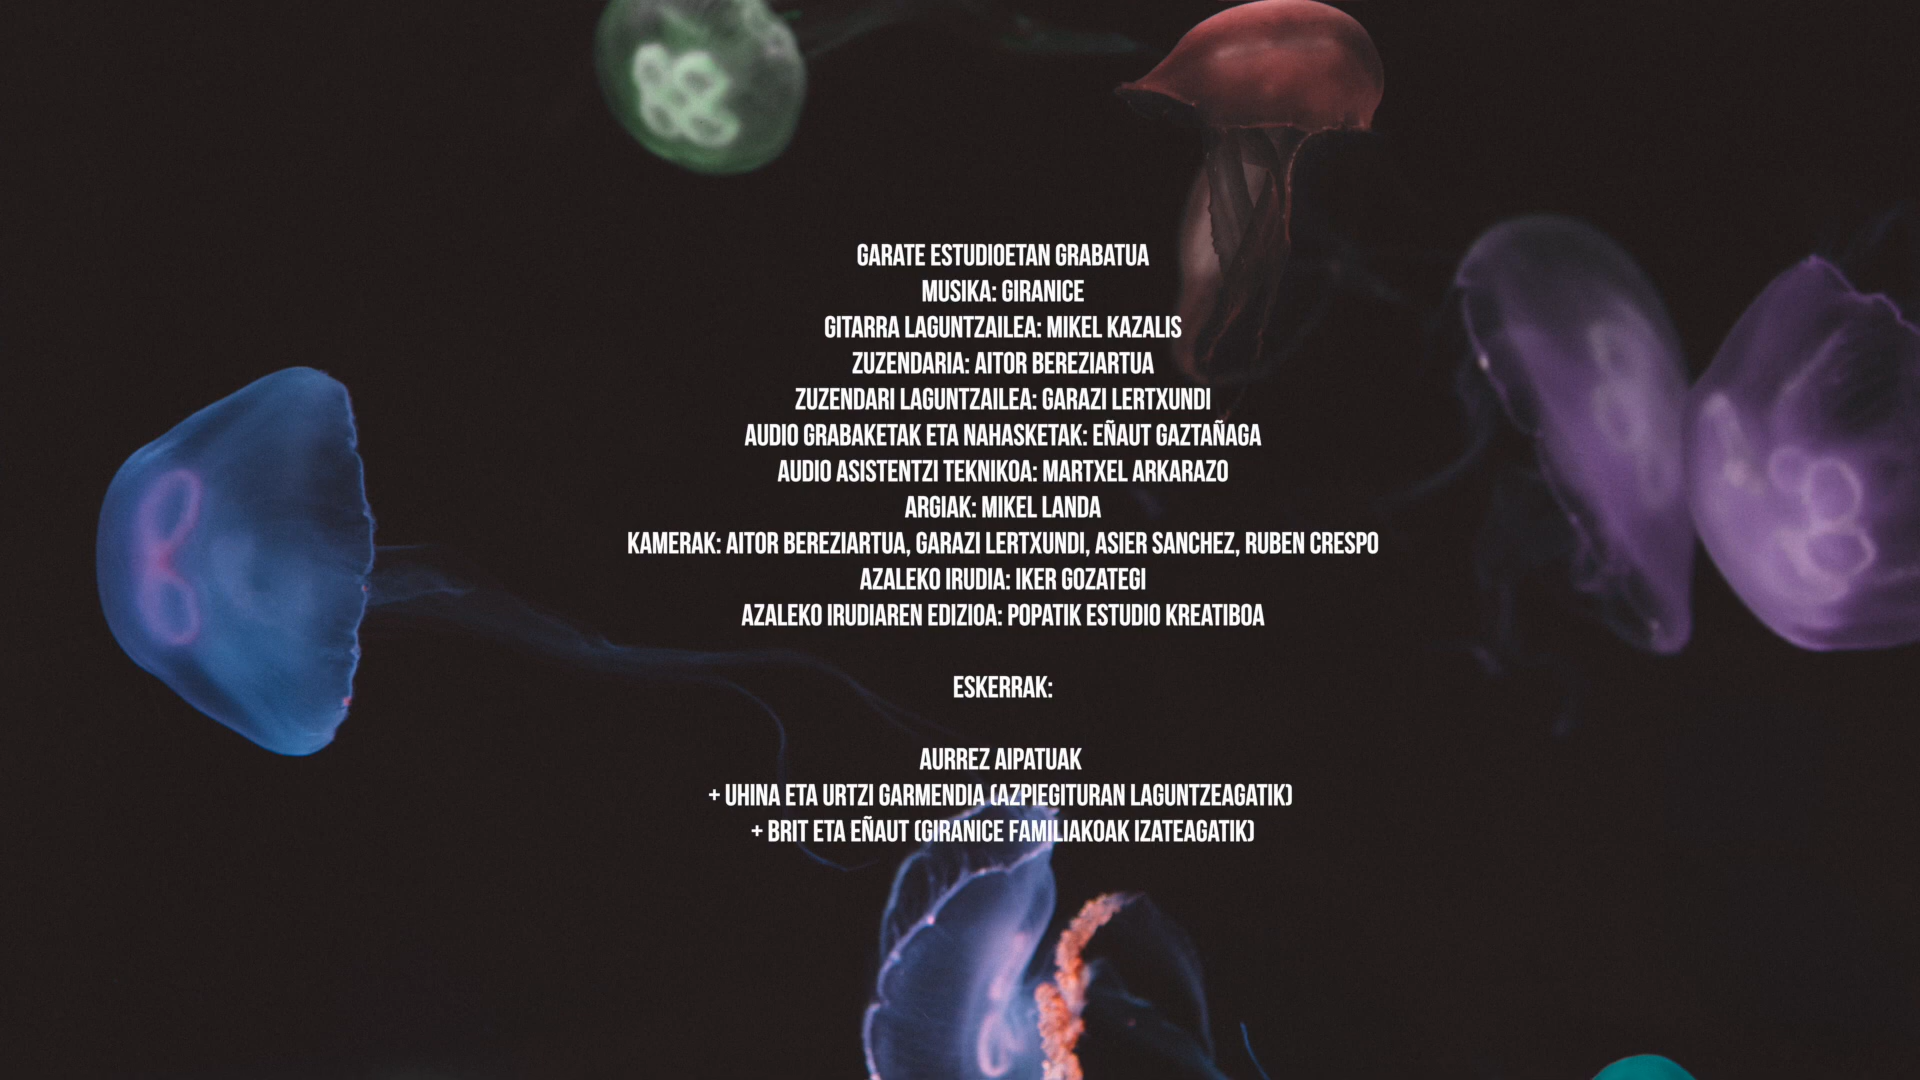 GARATE ESTUDIOETAN GRABATUA
MUSIKA: GIRANICE
GITARRA LAGUNTZAILEA: MIKEL KAZALIS
ZUZENDARIA: AITOR BEREZIARTUA
ZUZENDARI LAGUNTZAILEA: GARAZI LERTXUNDI
AUDIO GRABAKETAK ETA NAHASKETAK: EÑAUT GAZTAÑAGA
AUDIO ASISTENTZI TEKNIKOA: MARTXEL ARKARAZO
ARGIAK: MIKEL LANDA
KAMERAK: AITOR BEREZIARTUA, GARAZI LERTXUNDI, ASIER SANCHEZ, RUBEN CRESPO
AZALEKO IRUDIA: IKER GOZATEGI
AZALEKO IRUDIAREN EDIZIOA: POPATIK ESTUDIO KREATIBOA
ESKERRAK:
AURREZ AIPATUAK
+ UHINA ETA URTZI GARMENDIA (AZPIEGITURAN LAGUNTZEAGATIK)
+ BRIT ETA EÑAUT (GIRANICE FAMILIAKOAK IZATEAGATIK)